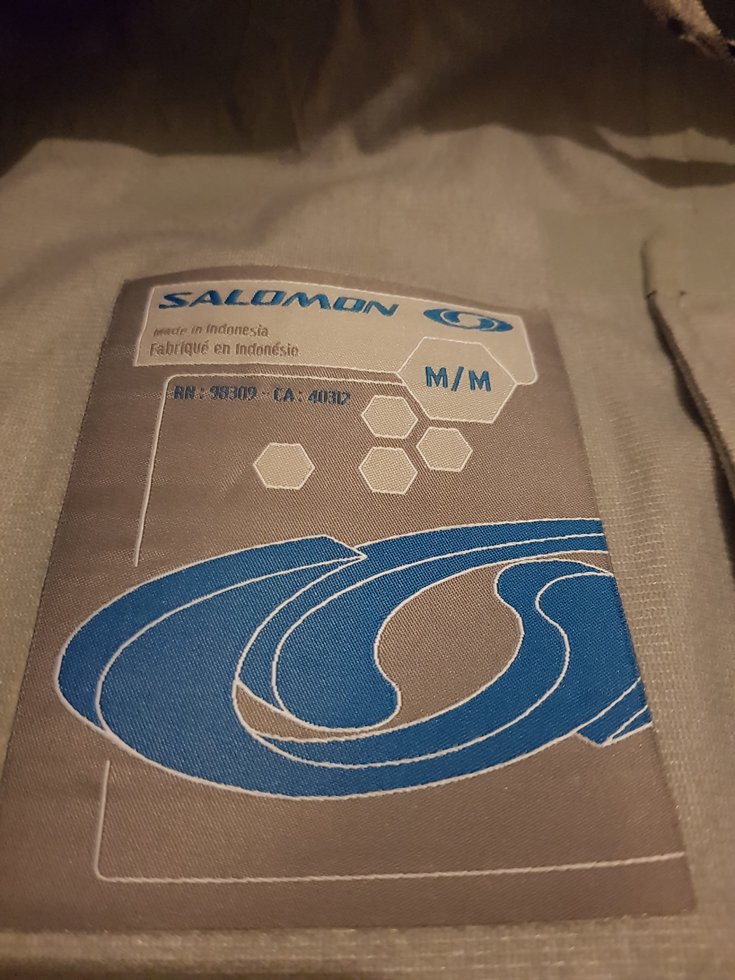 SALOMON
Made in Indonesia
Fabriqué en Indonésie
M/M
RN : 98309 - CA : 40312